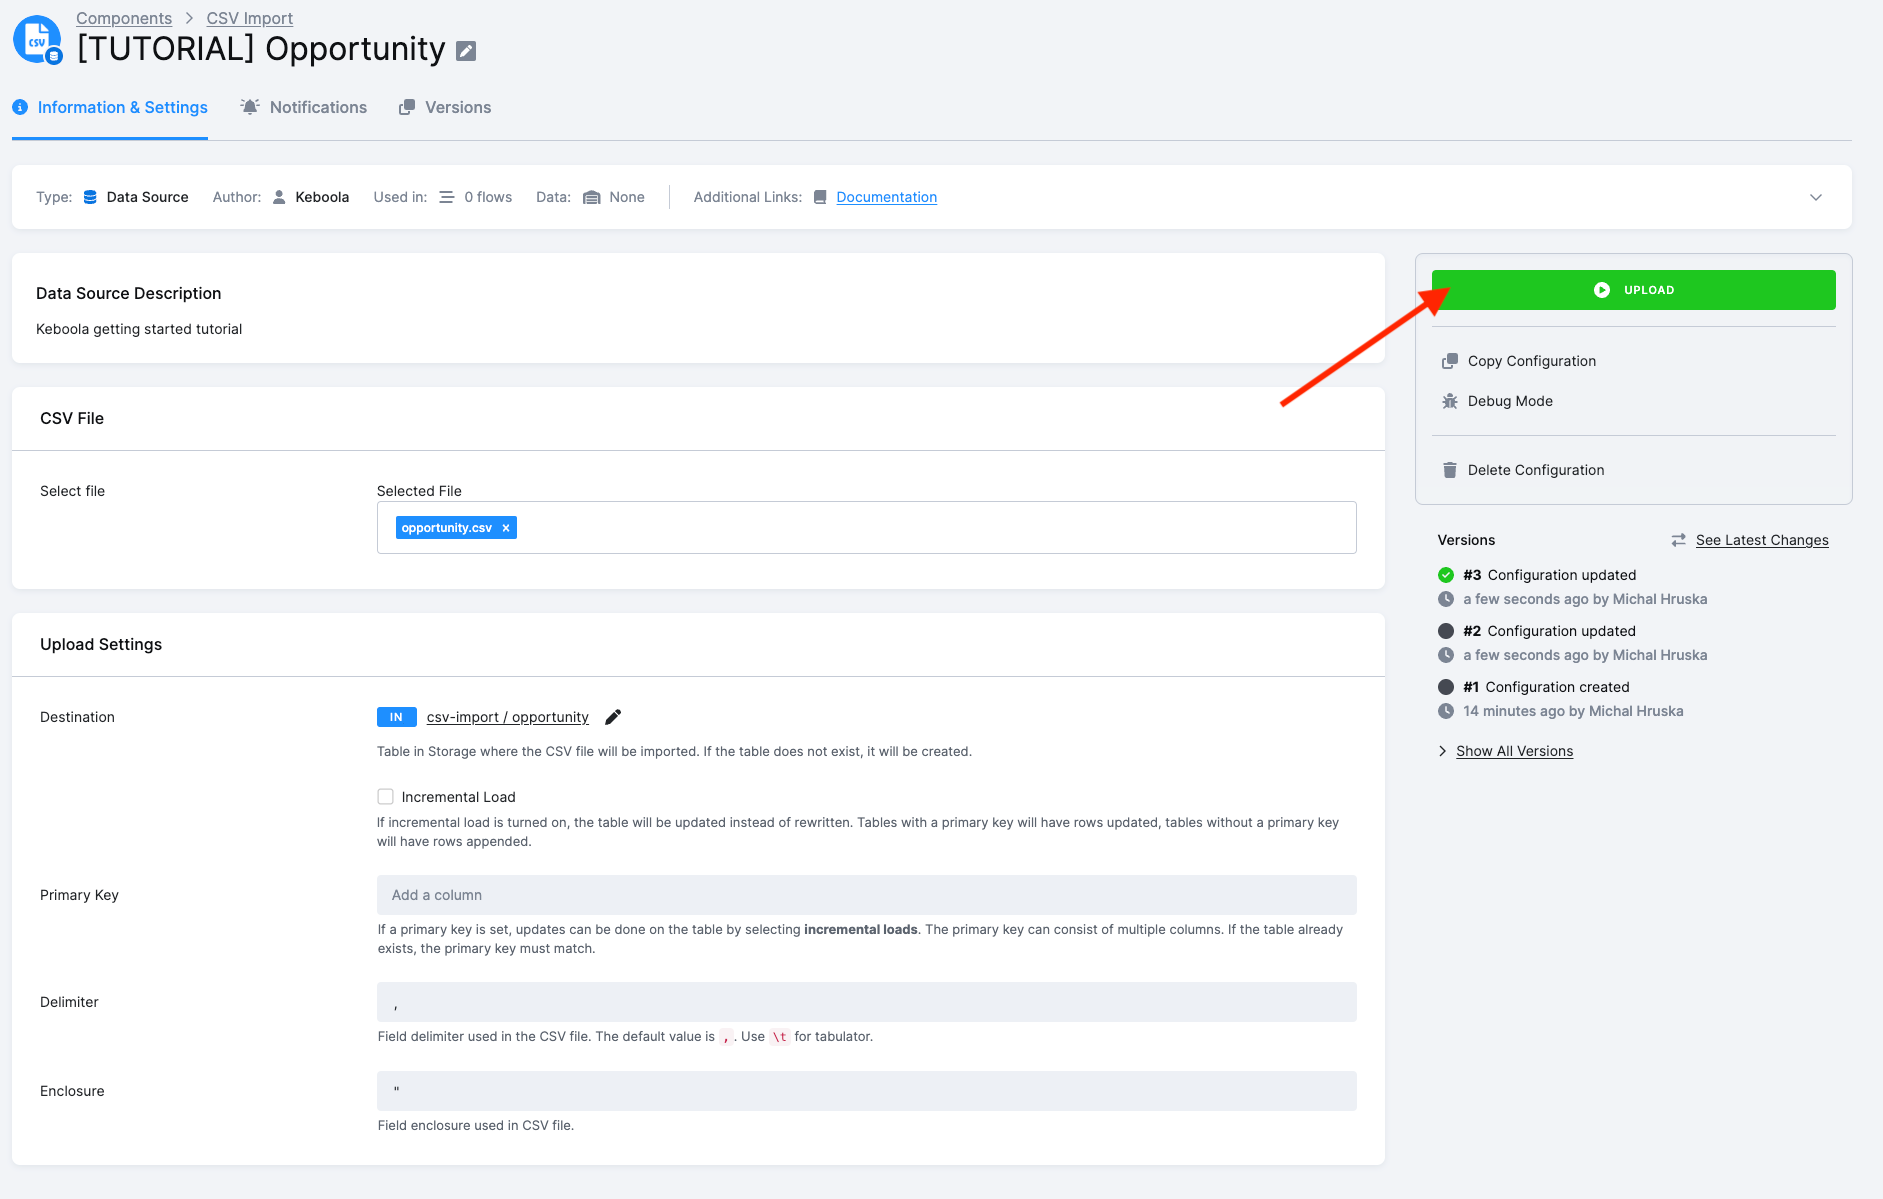 Components > CSV Import
CSV
[TUTORIAL] Opportunity
Information & Settings
Notifications
Versions
Type: Data Source Author: Keboola Used in: 0 flows Data: None Additional Links: Documentation
Data Source Description
Keboola getting started tutorial
CSV File
Select file
Selected File
opportunity.csv ×
Upload Settings
Destination
IN csv-import / opportunity
Table in Storage where the CSV file will be imported. If the table does not exist, it will be created.
Incremental Load
If incremental load is turned on, the table will be updated instead of rewritten. Tables with a primary key will have rows updated, tables without a primary key
will have rows appended.
Primary Key
Add a column
If a primary key is set, updates can be done on the table by selecting incremental loads. The primary key can consist of multiple columns. If the table already
exists, the primary key must match.
Delimiter
,
Field delimiter used in the CSV file. The default value is , . Use \t for tabulator.
Enclosure
"
Field enclosure used in CSV file.
UPLOAD
Copy Configuration
Debug Mode
Delete Configuration
Versions
See Latest Changes
#3 Configuration updated
a few seconds ago by Michal Hruska
#2 Configuration updated
a few seconds ago by Michal Hruska
#1 Configuration created
14 minutes ago by Michal Hruska
Show All Versions